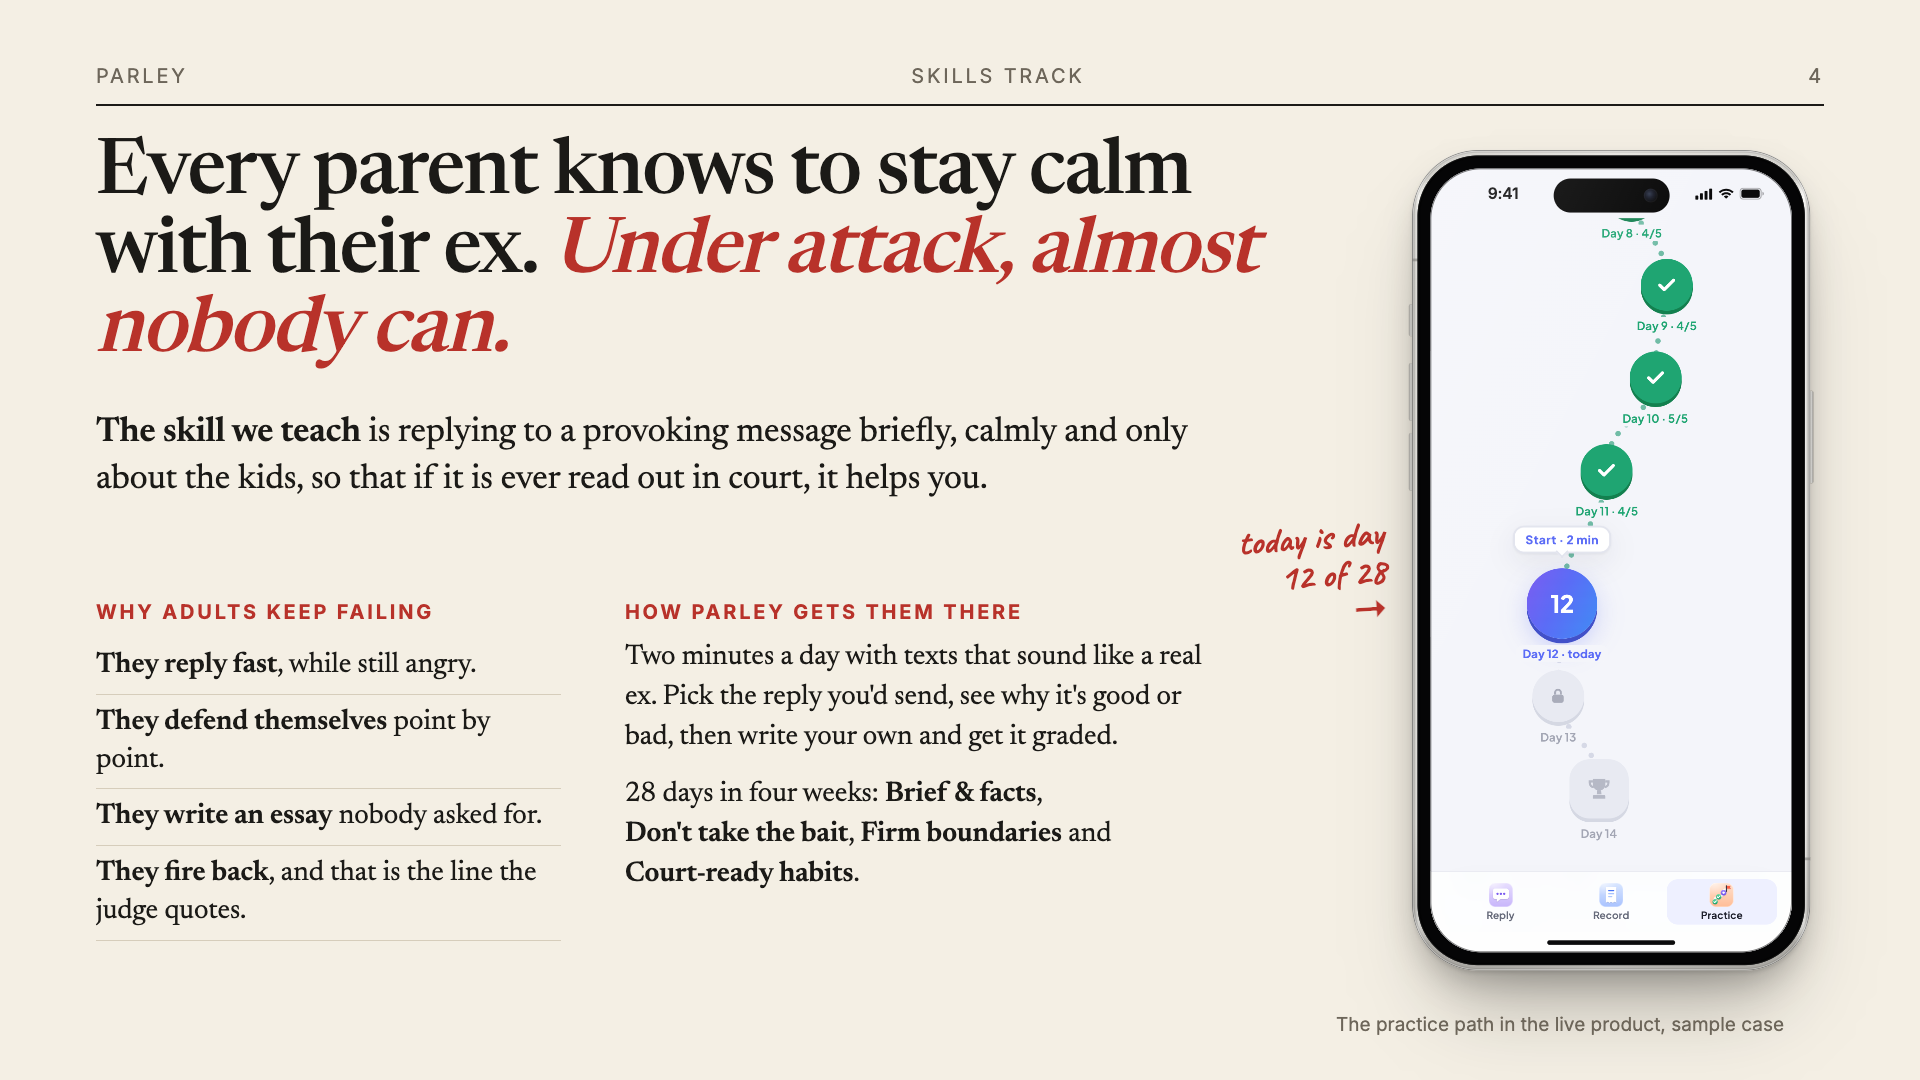 PARLEY
SKILLS TRACK
4
Every parent knows to stay calm
with their ex. Under attack, almost
nobody can.
The skill we teach is replying to a provoking message briefly, calmly and only
about the kids, so that if it is ever read out in court, it helps you.
WHY ADULTS KEEP FAILING
They reply fast, while still angry.
They defend themselves point by
point.
They write an essay nobody asked for.
They fire back, and that is the line the
judge quotes.
HOW PARLEY GETS THEM THERE
Two minutes a day with texts that sound like a real
ex. Pick the reply you'd send, see why it's good or
bad, then write your own and get it graded.
28 days in four weeks: Brief & facts,
Don't take the bait, Firm boundaries and
Court-ready habits.
today is day
12 of 28
→
9:41
Day 8 · 4/5
Day 9 · 4/5
Day 10 · 5/5
Day 11 · 4/5
Start · 2 min
12
Day 12 · today
Day 13
Day 14
Reply
Record
Practice
The practice path in the live product, sample case